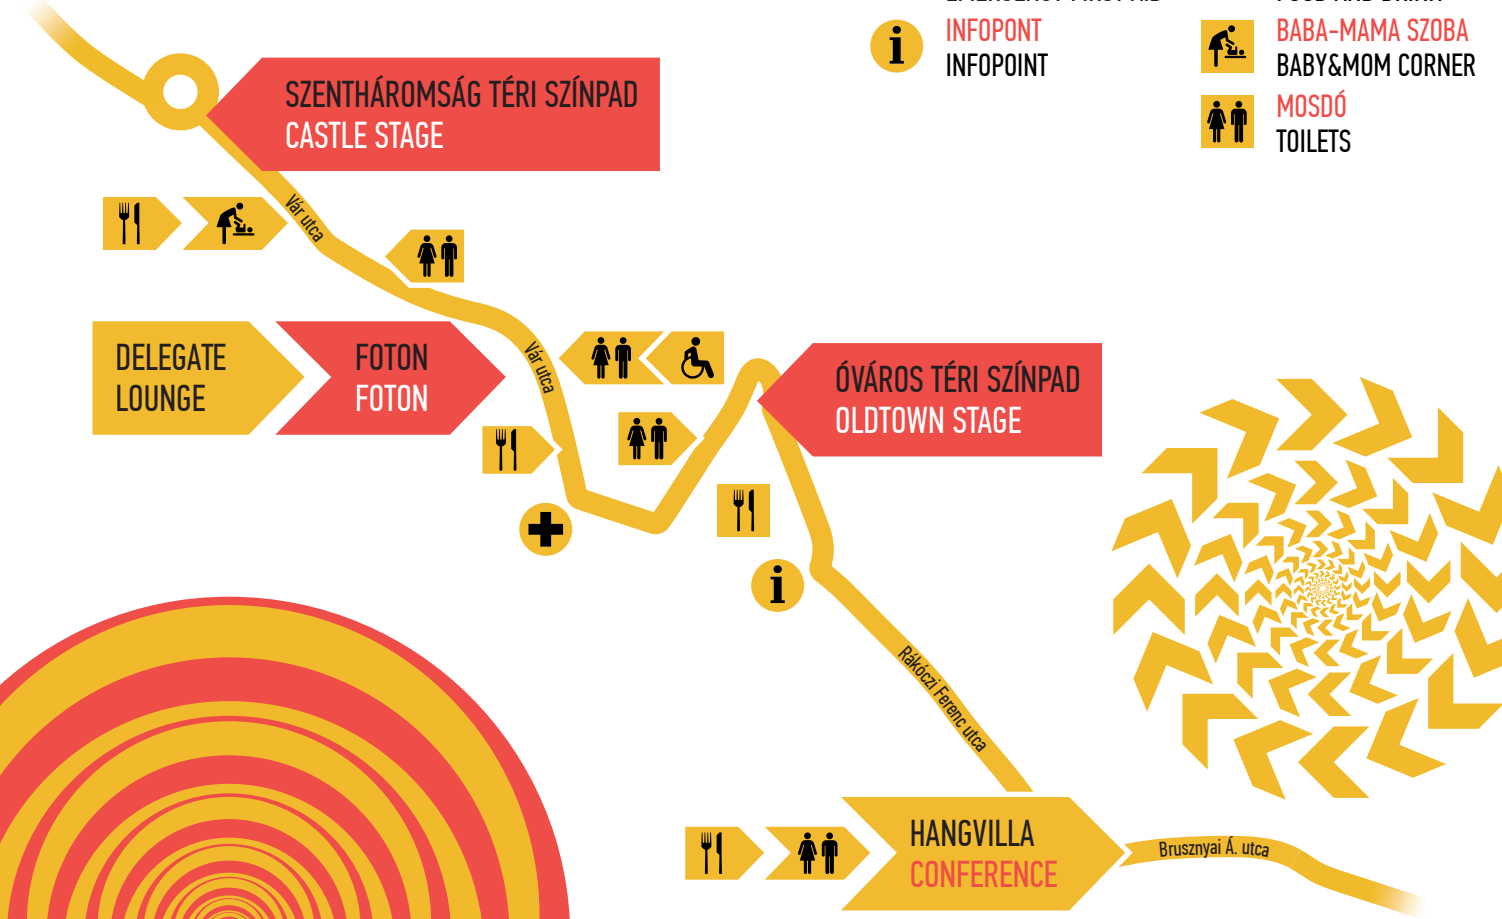 INFOPONT
INFOPOINT
BABA-MAMA SZOBA
BABY&MOM CORNER
MOSDÓ
TOILETS
SZENTHÁROMSÁG TÉRI SZÍNPAD
CASTLE STAGE
Vár utca
DELEGATE
LOUNGE
FOTON
FOTON
Vár utca
ÓVÁROS TÉRI SZÍNPAD
OLDTOWN STAGE
Rákóczi Ferenc utca
HANGVILLA
CONFERENCE
Brusznyai Á. utca